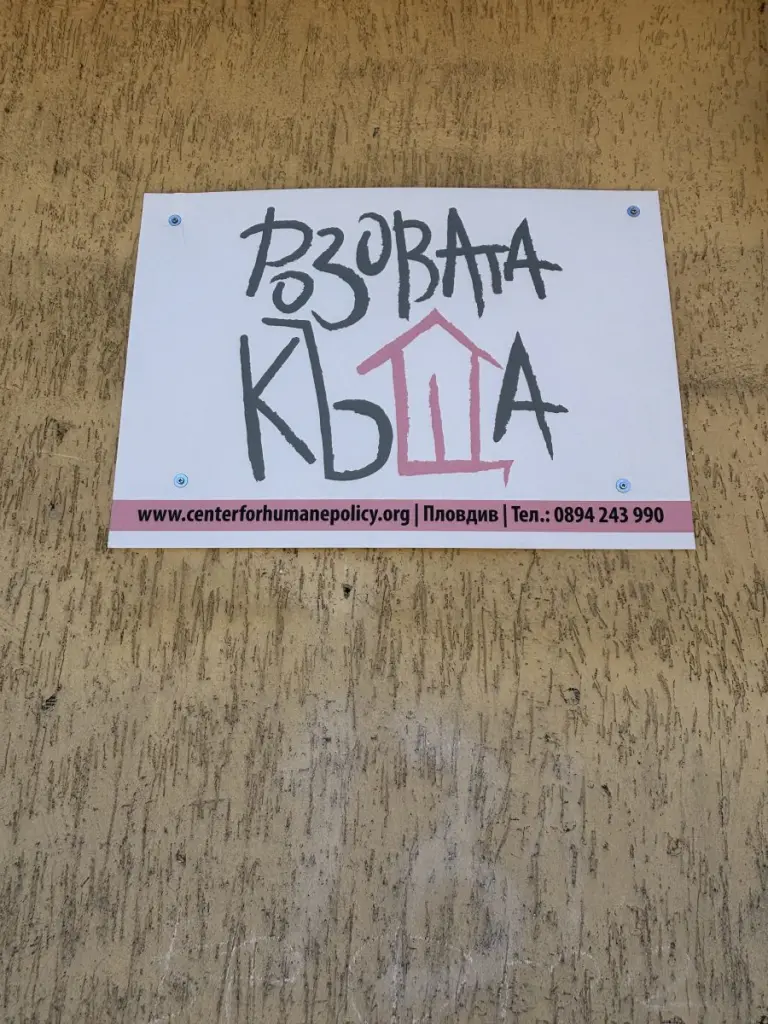 РОЗОВАТА
КЪЩА
www.centerforhumanepolicy.org | Пловдив | Тел.: 0894 243 990